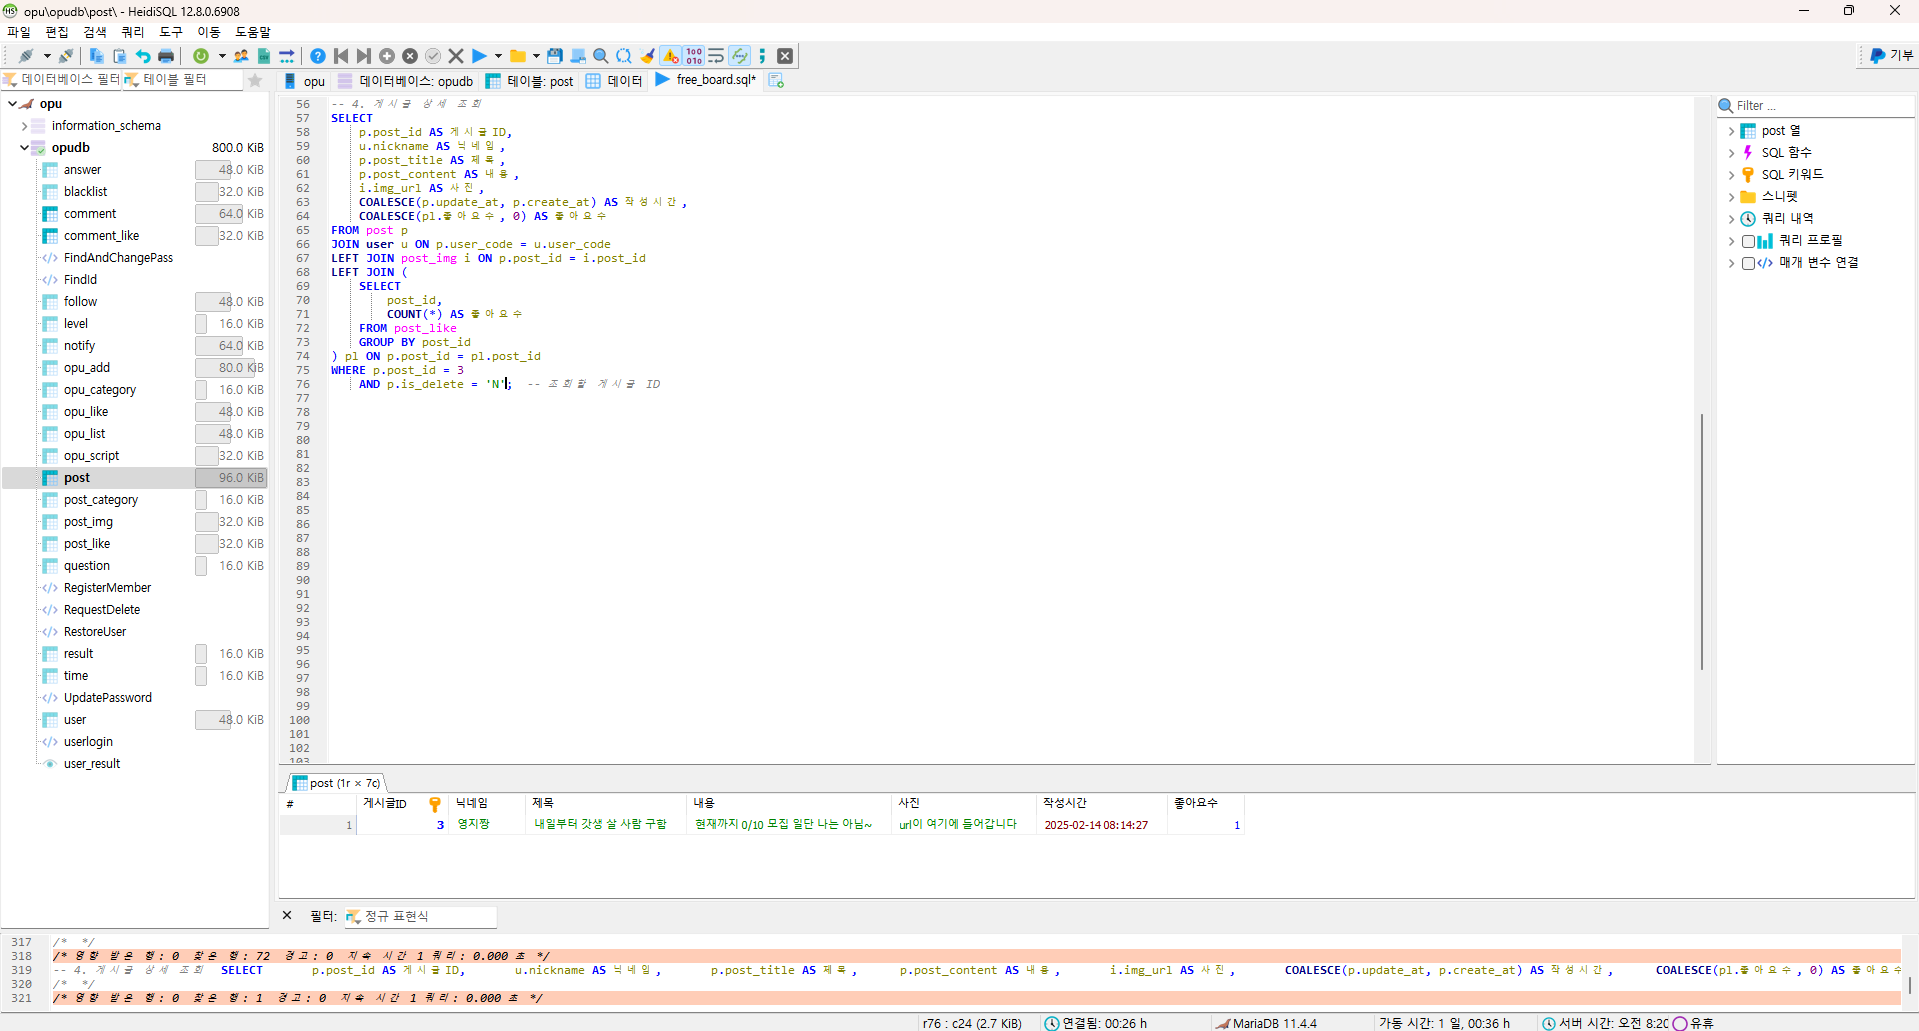 opu\opudb\post\ - HeidiSQL 12.8.0.6908
파일 편집 검색 쿼리 도구 이동 도움말
기부
데이터베이스 필터 테이블 필터
opu 데이터베이스: opudb 테이블: post 데이터 free_board.sql*
opu
information_schema
opudb 800.0 KiB
answer 48.0 KiB
blacklist 32.0 KiB
comment 64.0 KiB
comment_like 32.0 KiB
FindAndChangePass
FindId
follow 48.0 KiB
level 16.0 KiB
notify 64.0 KiB
opu_add 80.0 KiB
opu_category 16.0 KiB
opu_like 48.0 KiB
opu_list 48.0 KiB
opu_script 32.0 KiB
post 96.0 KiB
post_category 16.0 KiB
post_img 32.0 KiB
post_like 32.0 KiB
question 16.0 KiB
RegisterMember
RequestDelete
RestoreUser
result 16.0 KiB
time 16.0 KiB
UpdatePassword
user 48.0 KiB
userlogin
user_result
56 -- 4. 게시글 상세 조회
57 SELECT
58 p.post_id AS 게시글ID,
59 u.nickname AS 닉네임,
60 p.post_title AS 제목,
61 p.post_content AS 내용,
62 i.img_url AS 사진,
63 COALESCE(p.update_at, p.create_at) AS 작성시간,
64 COALESCE(pl.좋아요수, 0) AS 좋아요수
65 FROM post p
66 JOIN user u ON p.user_code = u.user_code
67 LEFT JOIN post_img i ON p.post_id = i.post_id
68 LEFT JOIN (
69 SELECT
70 post_id,
71 COUNT(*) AS 좋아요수
72 FROM post_like
73 GROUP BY post_id
74 ) pl ON p.post_id = pl.post_id
75 WHERE p.post_id = 3
76 AND p.is_delete = 'N'; -- 조회할 게시글 ID
77
78
79
80
81
82
83
84
85
86
87
88
89
90
91
92
93
94
95
96
97
98
99
100
101
102
103
Filter ...
post 열
SQL 함수
SQL 키워드
스니펫
쿼리 내역
쿼리 프로필
매개 변수 연결
post (1r × 7c)
# 게시글ID 닉네임 제목 내용 사진 작성시간 좋아요수
1 3 영지짱 내일부터 갓생 살 사람 구함 현재까지 0/10 모집 일단 나는 아님~ url이 여기에 들어갑니다 2025-02-14 08:14:27 1
필터: 정규 표현식
317 /* */
318 /* 영향 받은 행: 0 찾은 행: 72 경고: 0 지속 시간 1 쿼리: 0.000 초 */
319 -- 4. 게시글 상세 조회 SELECT p.post_id AS 게시글ID, u.nickname AS 닉네임, p.post_title AS 제목, p.post_content AS 내용, i.img_url AS 사진, COALESCE(p.update_at, p.create_at) AS 작성시간, COALESCE(pl.좋아요수, 0) AS 좋아요수
320 /* */
321 /* 영향 받은 행: 0 찾은 행: 1 경고: 0 지속 시간 1 쿼리: 0.000 초 */
r76 : c24 (2.7 KiB) 연결됨: 00:26 h MariaDB 11.4.4 가동 시간: 1 일, 00:36 h 서버 시간: 오전 8:20 유휴